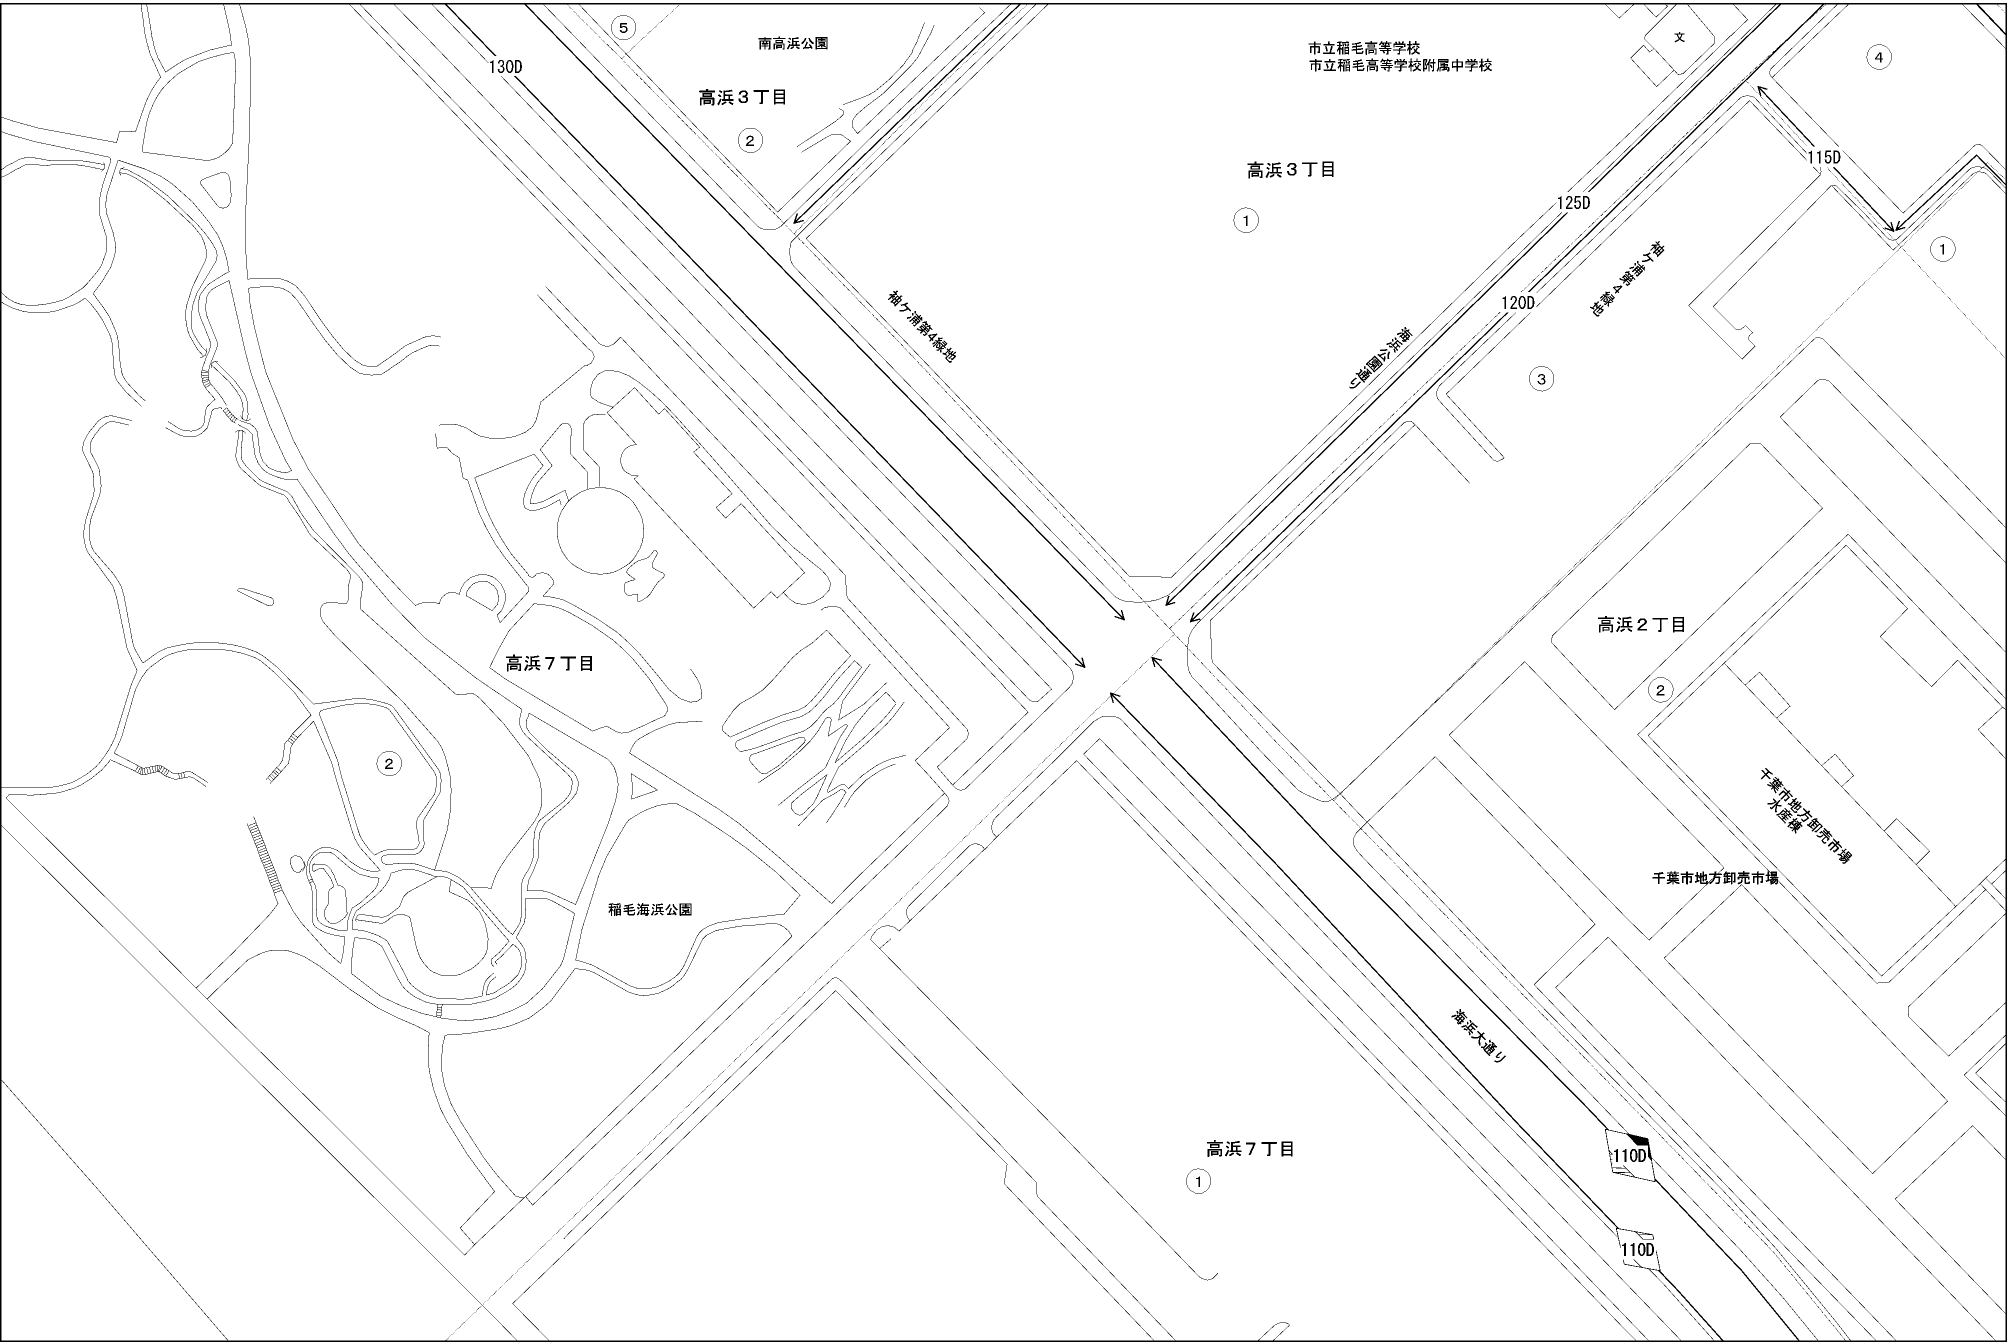 ⑤
南高浜公園
市立稲毛高等学校
市立稲毛高等学校附属中学校
文
④
130D
高浜３丁目
②
115D
高浜３丁目
①
125D
袖ケ浦第4緑地
①
120D
袖ケ浦第4緑地
海浜公園通り
③
高浜２丁目
②
高浜７丁目
②
千葉市地方卸売市場
水産棟
千葉市地方卸売市場
稲毛海浜公園
海浜大通り
高浜７丁目
①
110D
110D